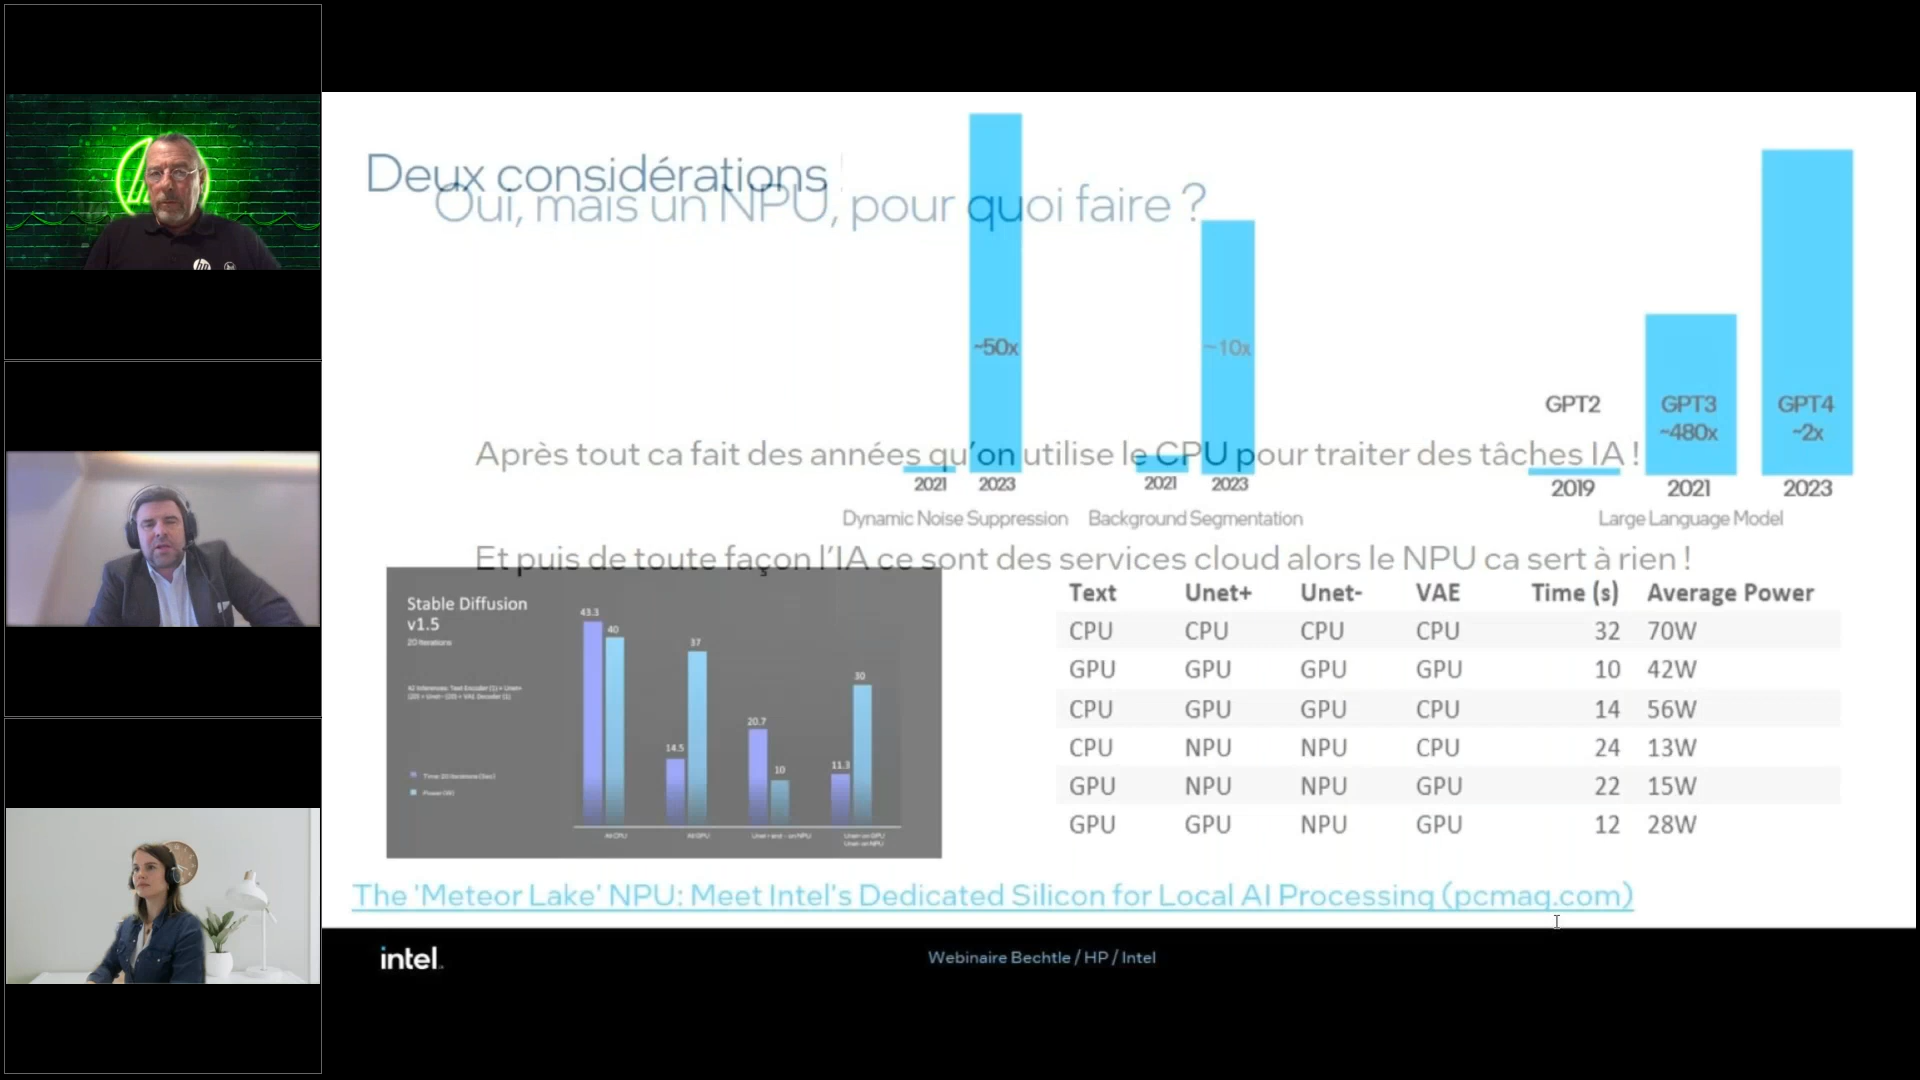 Deux considérations
Oui, mais un NPU, pour quoi faire ?
~50x
~10x
GPT2
GPT3
GPT4
~480x
~2x
Après tout ca fait des années qu'on utilise le CPU pour traiter des tâches IA !
2021
2023
2021
2023
2019
2021
2023
Dynamic Noise Suppression
Background Segmentation
Large Language Model
Et puis de toute façon l'IA ce sont des services cloud alors le NPU ca sert à rien !
Stable Diffusion
v1.5
20 Iterations
43.3
40
14.5
37
20.7
10
11.3
30
All CPU
All GPU
Text Unet+ Unet- VAE Time (s) Average Power
CPU CPU CPU CPU 32 70W
GPU GPU GPU GPU 10 42W
CPU GPU GPU CPU 14 56W
CPU NPU NPU CPU 24 13W
GPU NPU NPU GPU 22 15W
GPU GPU NPU GPU 12 28W
The 'Meteor Lake' NPU: Meet Intel's Dedicated Silicon for Local AI Processing (pcmag.com)
intel.
Webinaire Bechtle / HP / Intel
hp